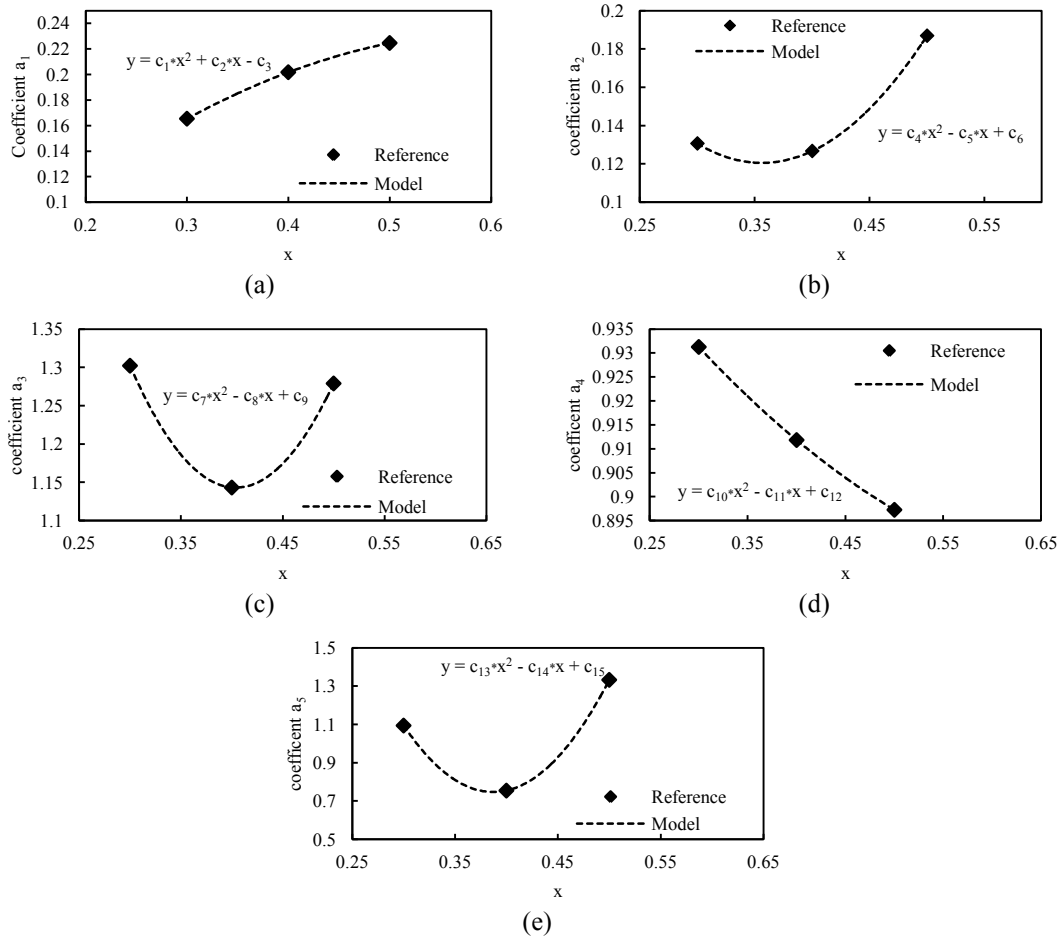 0.24
0.22
0.2
0.18
0.16
0.14
0.12
0.1
Coefficient a₁
y = c₁*x² + c₂*x - c₃
Reference
Model
0.2 0.3 0.4 0.5 0.6
x
(a)
0.2
0.18
0.16
0.14
0.12
0.1
coefficient a₂
Reference
Model
y = c₄*x² - c₅*x + c₆
0.25 0.35 0.45 0.55
x
(b)
1.35
1.3
1.25
1.2
1.15
1.1
coefficient a₃
y = c₇*x² - c₈*x + c₉
Reference
Model
0.25 0.35 0.45 0.55 0.65
x
(c)
0.935
0.93
0.925
0.92
0.915
0.91
0.905
0.9
0.895
coefficent a₄
Reference
Model
y = c₁₀*x² - c₁₁*x + c₁₂
0.25 0.35 0.45 0.55 0.65
x
(d)
1.5
1.3
1.1
0.9
0.7
0.5
coefficent a₅
y = c₁₃*x² - c₁₄*x + c₁₅
Reference
Model
0.25 0.35 0.45 0.55 0.65
x
(e)